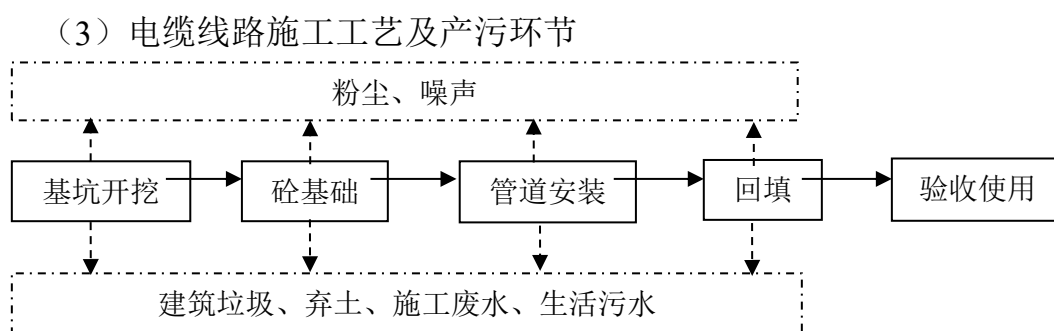 （3）电缆线路施工工艺及产污环节
粉尘、噪声
基坑开挖
砼基础
管道安装
回填
验收使用
建筑垃圾、弃土、施工废水、生活污水